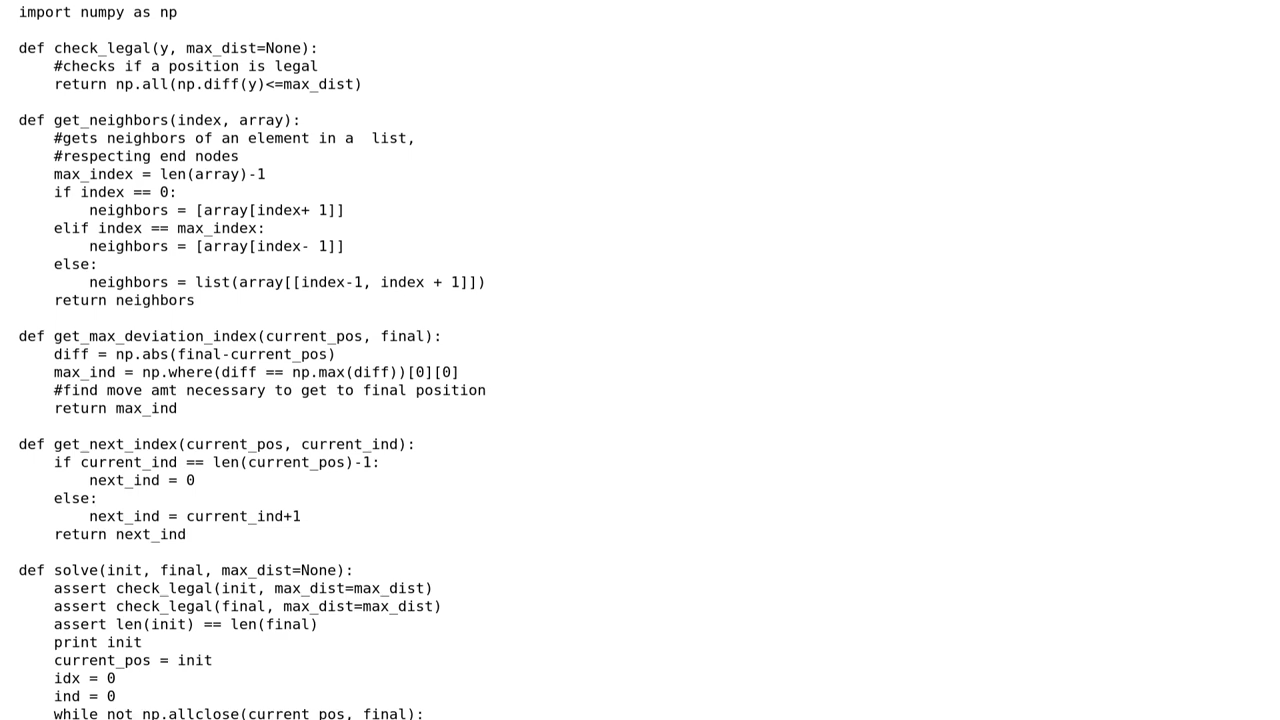 import numpy as np

def check_legal(y, max_dist=None):
    #checks if a position is legal
    return np.all(np.diff(y)<=max_dist)

def get_neighbors(index, array):
    #gets neighbors of an element in a  list,
    #respecting end nodes
    max_index = len(array)-1
    if index == 0:
        neighbors = [array[index+ 1]]
    elif index == max_index:
        neighbors = [array[index- 1]]
    else:
        neighbors = list(array[[index-1, index + 1]])
    return neighbors

def get_max_deviation_index(current_pos, final):
    diff = np.abs(final-current_pos)
    max_ind = np.where(diff == np.max(diff))[0][0]
    #find move amt necessary to get to final position
    return max_ind

def get_next_index(current_pos, current_ind):
    if current_ind == len(current_pos)-1:
        next_ind = 0
    else:
        next_ind = current_ind+1
    return next_ind

def solve(init, final, max_dist=None):
    assert check_legal(init, max_dist=max_dist)
    assert check_legal(final, max_dist=max_dist)
    assert len(init) == len(final)
    print init
    current_pos = init
    idx = 0
    ind = 0
    while not np.allclose(current_pos, final):